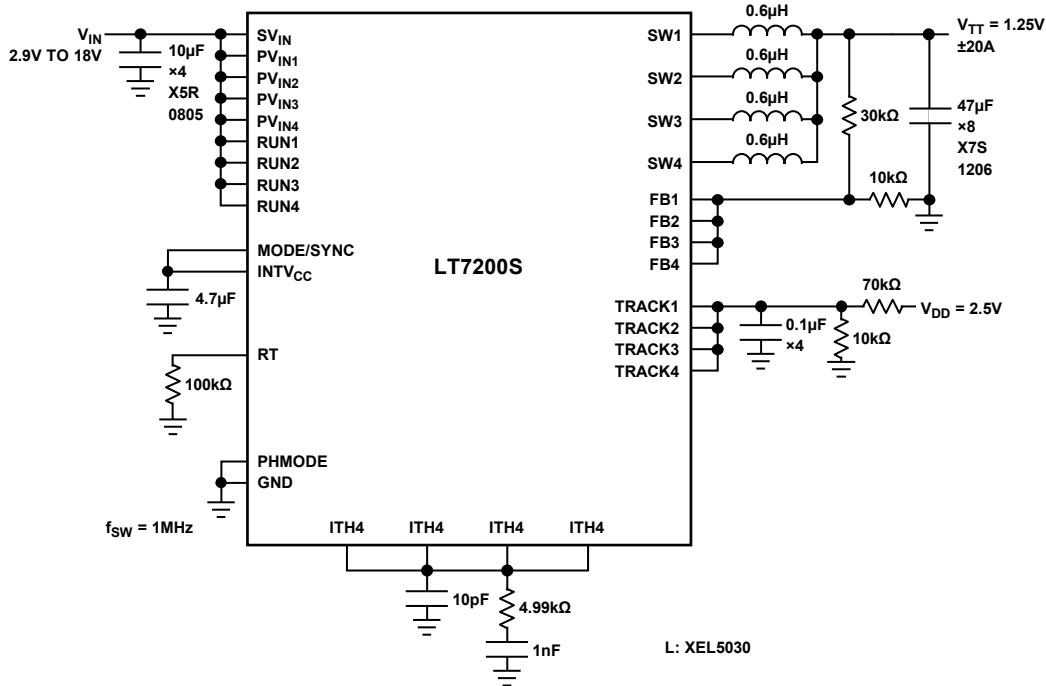 V_IN
2.9V TO 18V
10µF
×4
X5R
0805
SV_IN
PV_IN1
PV_IN2
PV_IN3
PV_IN4
RUN1
RUN2
RUN3
RUN4
MODE/SYNC
INTV_CC
4.7µF
RT
100kΩ
PHMODE
GND
f_SW = 1MHz
LT7200S
SW1
SW2
SW3
SW4
0.6µH
0.6µH
0.6µH
0.6µH
V_TT = 1.25V
±20A
30kΩ
47µF
×8
X7S
1206
10kΩ
FB1
FB2
FB3
FB4
TRACK1
TRACK2
TRACK3
TRACK4
70kΩ
V_DD = 2.5V
0.1µF
×4
10kΩ
ITH4 ITH4 ITH4 ITH4
10pF
4.99kΩ
1nF
L: XEL5030